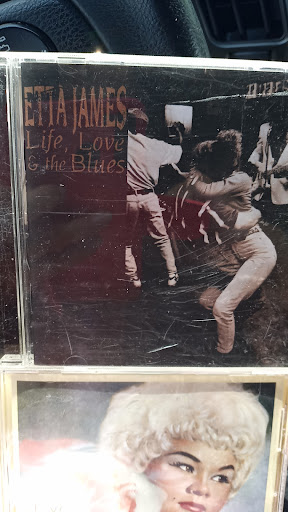 ETTA JAMES
Life, Love
& the Blues